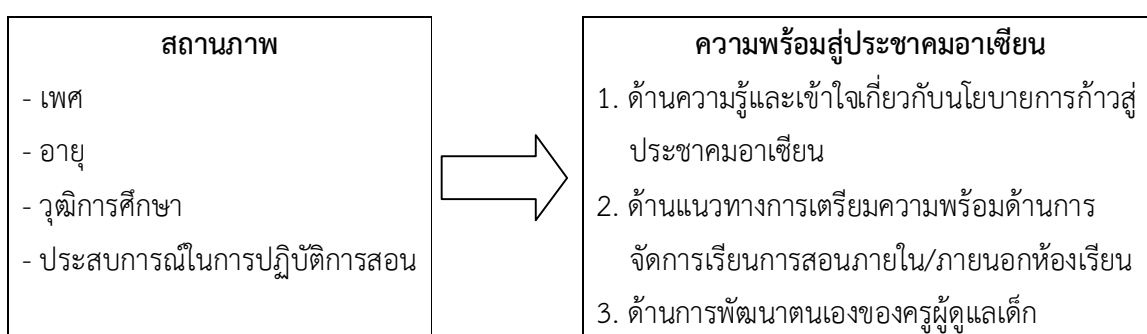 สถานภาพ
- เพศ
- อายุ
- วุฒิการศึกษา
- ประสบการณ์ในการปฏิบัติการสอน
ความพร้อมสู่ประชาคมอาเซียน
1. ด้านความรู้และเข้าใจเกี่ยวกับนโยบายการก้าวสู่
ประชาคมอาเซียน
2. ด้านแนวทางการเตรียมความพร้อมด้านการ
จัดการเรียนการสอนภายใน/ภายนอกห้องเรียน
3. ด้านการพัฒนาตนเองของครูผู้ดูแลเด็ก